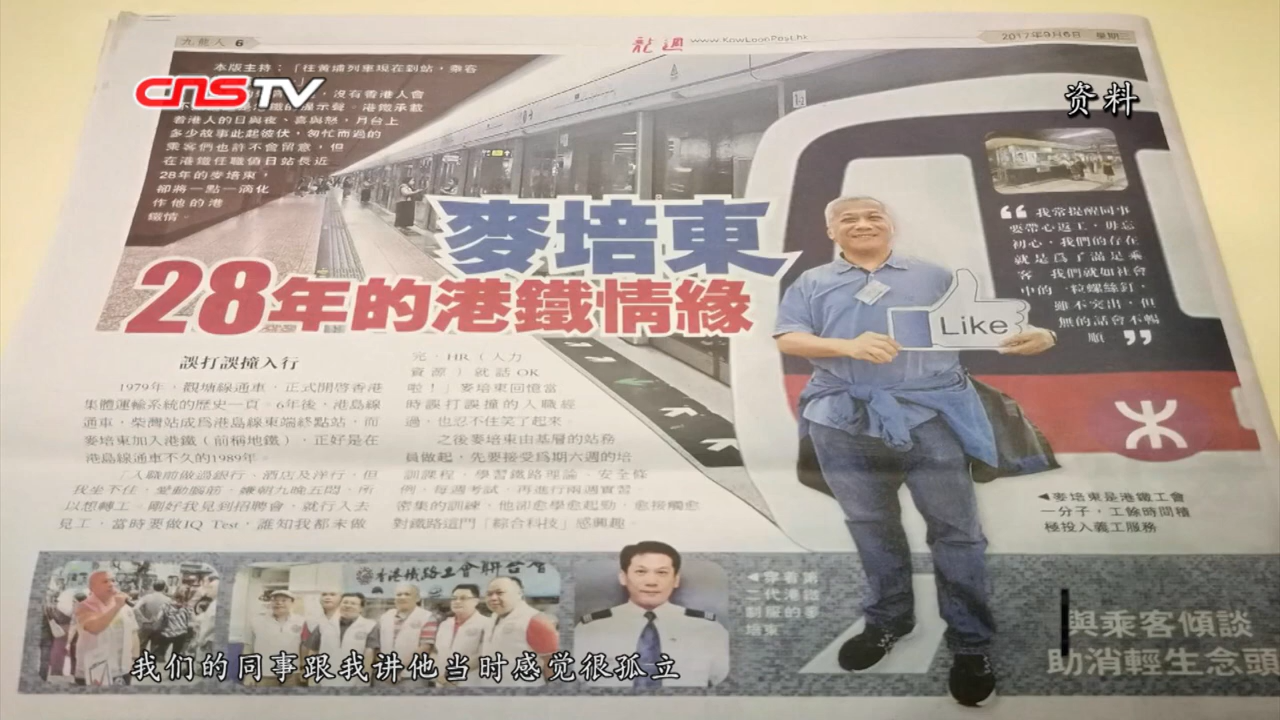 九龍人 6
龍週
www.KowLoonPost.hk
2017年9月6日 星期三
CNSTV
资料
本版主持：「往黃埔列車現在到站，乘客
沒有香港人會
示聲。港鐵承載
着港人的日與夜、喜與愁，月台上
多少故事此起彼伏，匆忙而過的
乘客們也許不會留意，但
在港鐵任職值日站長近
28年的麥培東，
卻將一點一滴化
作他的港
鐵情。
麥培東
28年的港鐵情緣
誤打誤撞入行
1979年，觀塘線通車，正式開啓香港
集體運輸系統的歷史一頁。6年後，港島線
通車，柴灣站成爲港島線東端終點站，而
麥培東加入港鐵（前稱地鐵），正好是在
港島線通車不久的1989年。
「入職前做過銀行、酒店及洋行，但
我坐不住，愛動腦筋，嫌朝九晚五悶，所
以想轉工。剛好我見到招聘會，就行入去
見工，當時要做IQ Test，誰知我都未做
完，HR（人力
資源）就話OK
啦！」麥培東回憶當
時誤打誤撞的入職經
過，也忍不住笑了起來。
之後麥培東由基層的站務
員做起，先要接受爲期六週的培
訓課程，學習鐵路理論、安全條
例，每週考試，再進行兩週實習
密集的訓練，他卻愈學愈起勁，愈接觸愈
對鐵路這門「綜合科技」感興趣。
“我常提醒同事
要帶心返工，毋忘
初心，我們的存在
就是爲了滿足乘
客，我們就如社會
中的一粒螺絲釘，
雖不突出，但
無的話會不暢
順”
Like
◀麥培東是港鐵工會
一分子，工餘時間積
極投入義工服務
香港鐵路工會聯合會
◀穿着第
二代港鐵
制服的麥
培東
與乘客傾談
助消輕生念頭
我们的同事跟我讲他当时感觉很孤立